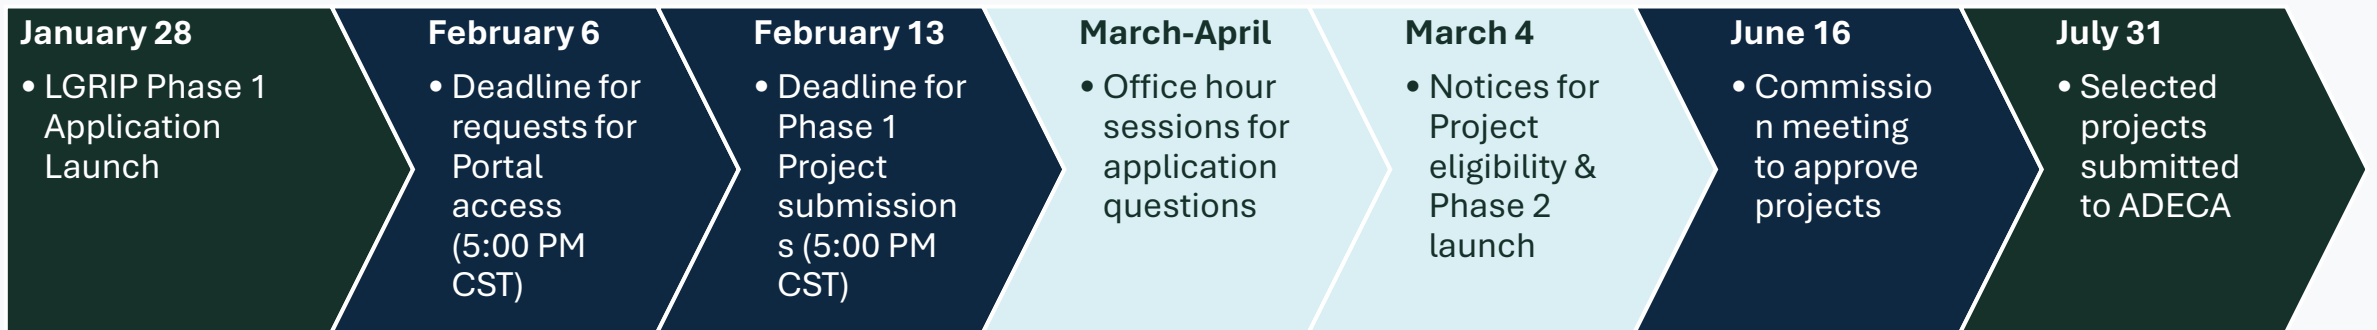 January 28
• LGRIP Phase 1
Application
Launch
February 6
• Deadline for
requests for
Portal
access
(5:00 PM
CST)
February 13
• Deadline for
Phase 1
Project
submission
s (5:00 PM
CST)
March-April
• Office hour
sessions for
application
questions
March 4
• Notices for
Project
eligibility &
Phase 2
launch
June 16
• Commissio
n meeting
to approve
projects
July 31
• Selected
projects
submitted
to ADECA